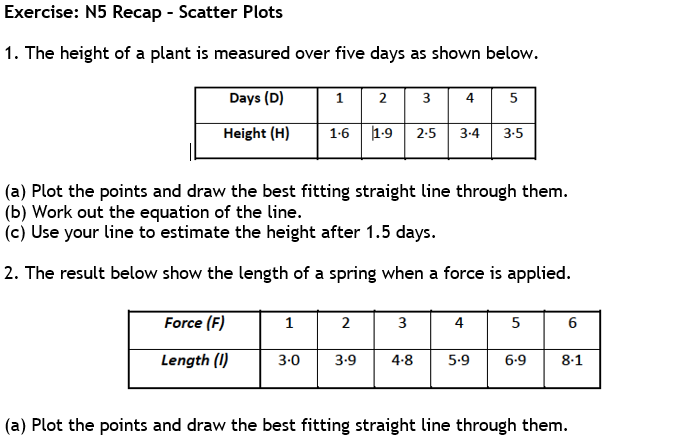 Exercise: N5 Recap - Scatter Plots
1. The height of a plant is measured over five days as shown below.
Days (D) 1 2 3 4 5
Height (H) 1·6 1·9 2·5 3·4 3·5
(a) Plot the points and draw the best fitting straight line through them.
(b) Work out the equation of the line.
(c) Use your line to estimate the height after 1.5 days.
2. The result below show the length of a spring when a force is applied.
Force (F) 1 2 3 4 5 6
Length (l) 3·0 3·9 4·8 5·9 6·9 8·1
(a) Plot the points and draw the best fitting straight line through them.